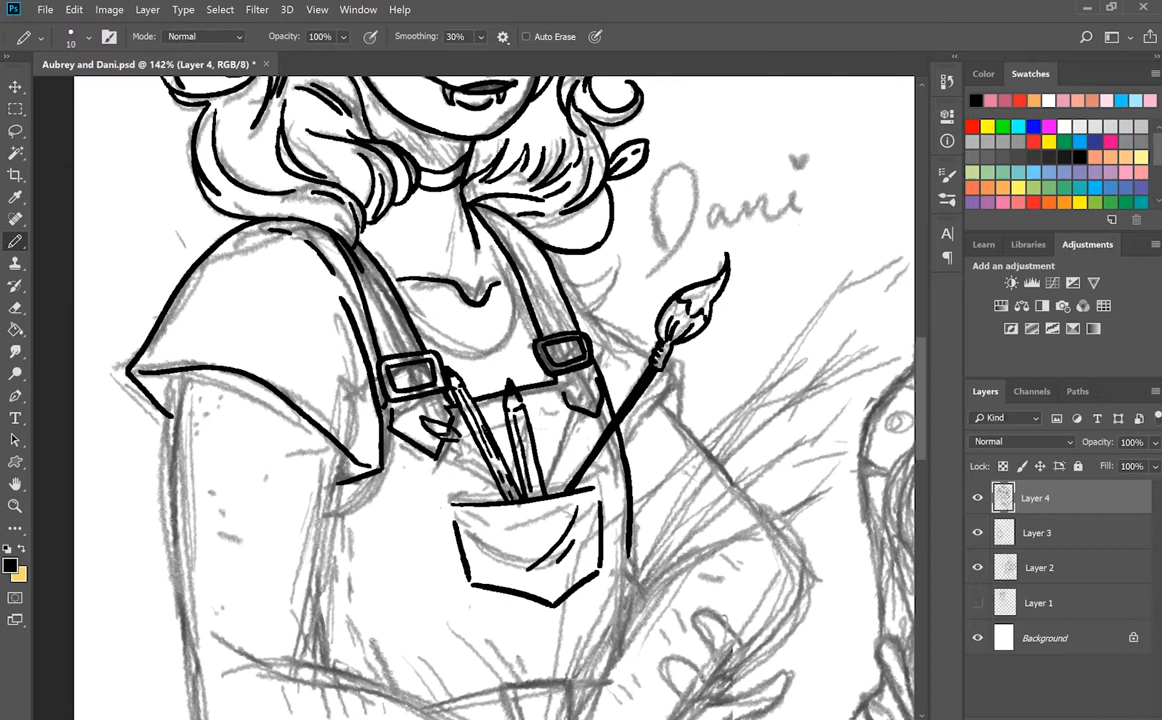 Ps File Edit Image Layer Type Select Filter 3D View Window Help
10 Mode: Normal Opacity: 100% Smoothing: 30% Auto Erase
Aubrey and Dani.psd @ 142% (Layer 4, RGB/8) * ×
Color Swatches
Dani
Learn Libraries Adjustments
Add an adjustment
Layers Channels Paths
Kind
Normal Opacity: 100%
Lock: Fill: 100%
Layer 4
Layer 3
Layer 2
Layer 1
Background